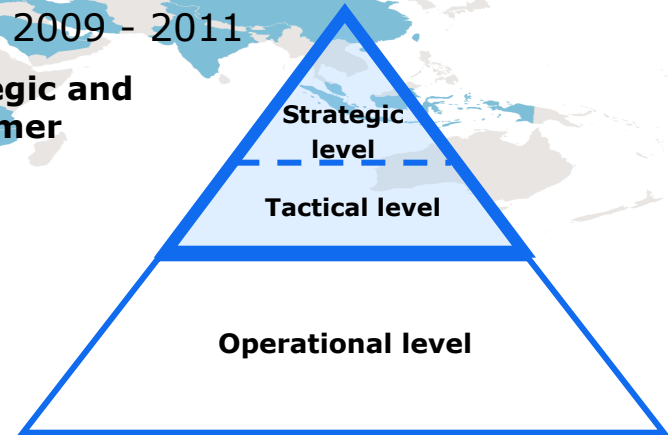 2009 - 2011
egic and
mer
Strategic
level
Tactical level
Operational level